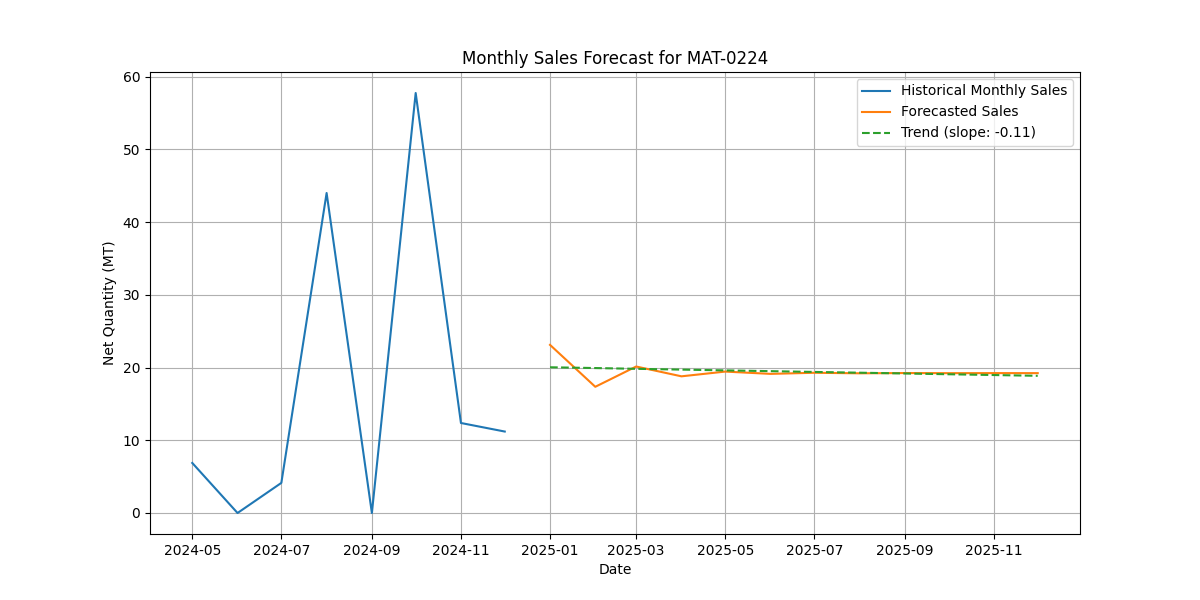 Monthly Sales Forecast for MAT-0224
Historical Monthly Sales
Forecasted Sales
Trend (slope: -0.11)
Net Quantity (MT)
60
50
40
30
20
10
0
2024-05 2024-07 2024-09 2024-11 2025-01 2025-03 2025-05 2025-07 2025-09 2025-11
Date